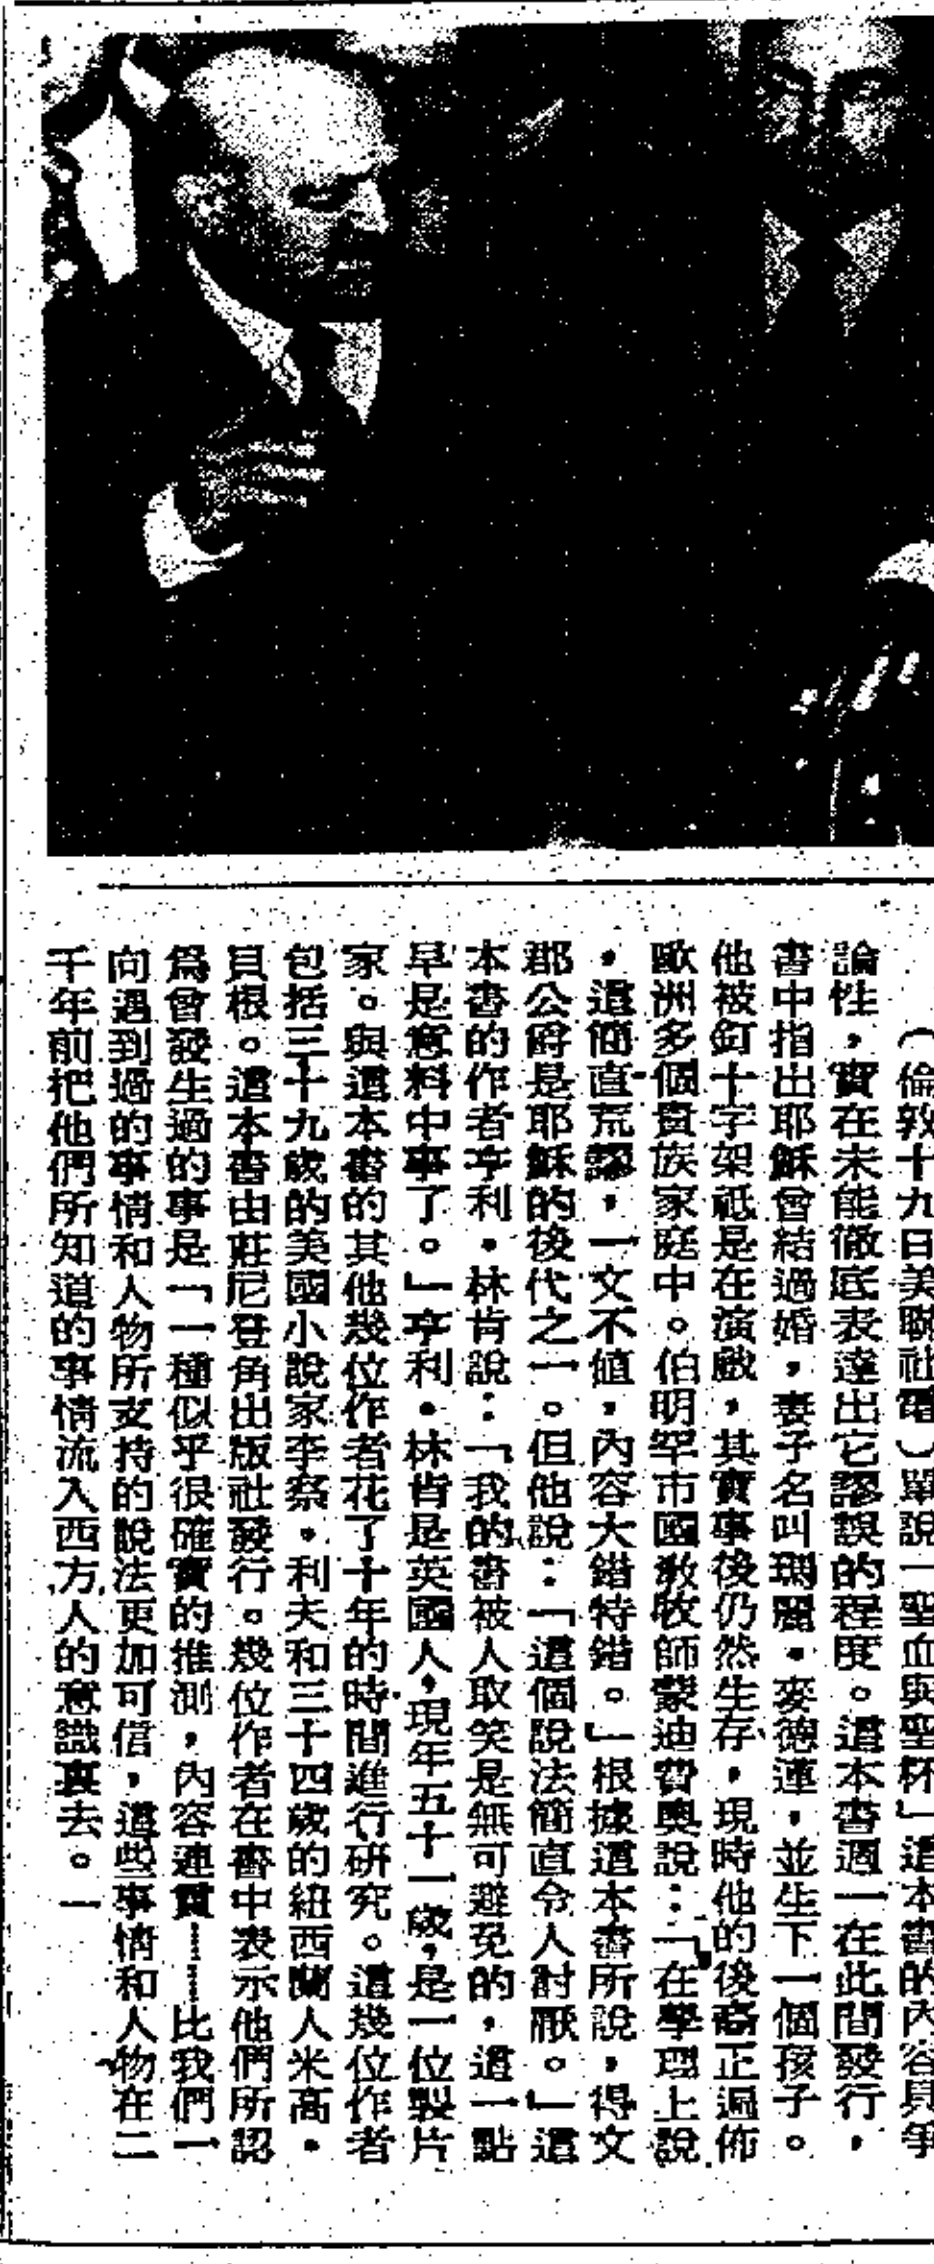 （倫敦十九日美聯社電）單說「聖血與聖杯」這本書的內容具爭
論性，實在未能徹底表達出它謬誤的程度。這本書週一在此間發行，
書中指出耶穌曾結過婚，妻子名叫瑪麗・麥德蓮，並生下一個孩子。
他被釘十字架祇是在演戲，其實事後仍然生存，現時他的後裔正遍佈
歐洲多個貴族家庭中。伯明罕市國教牧師蒙迪費奧說：「在學理上說
，這簡直荒謬，一文不值，內容大錯特錯。」根據這本書所說，得文
郡公爵是耶穌的後代之一。但他說：「這個說法簡直令人討厭。」這
本書的作者亨利・林肯說：「我的書被人取笑是無可避免的，這一點
早是意料中事了。」亨利・林肯是英國人，現年五十一歲，是一位製片
家。與這本書的其他幾位作者花了十年的時間進行研究。這幾位作者
包括三十九歲的美國小說家李察・利夫和三十四歲的紐西蘭人米高・
貝根。這本書由莊尼登角出版社發行。幾位作者在書中表示他們所認
為曾發生過的事是「一種似乎很確實的推測，內容連貫……比我們一
向遇到過的事情和人物所支持的說法更加可信，這些事情和人物在二
千年前把他們所知道的事情流入西方人的意識裏去。」